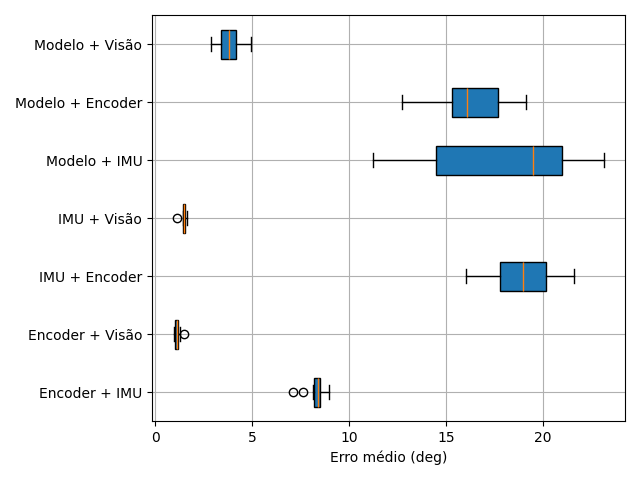 Modelo + Visão
Modelo + Encoder
Modelo + IMU
IMU + Visão
IMU + Encoder
Encoder + Visão
Encoder + IMU
0 5 10 15 20
Erro médio (deg)